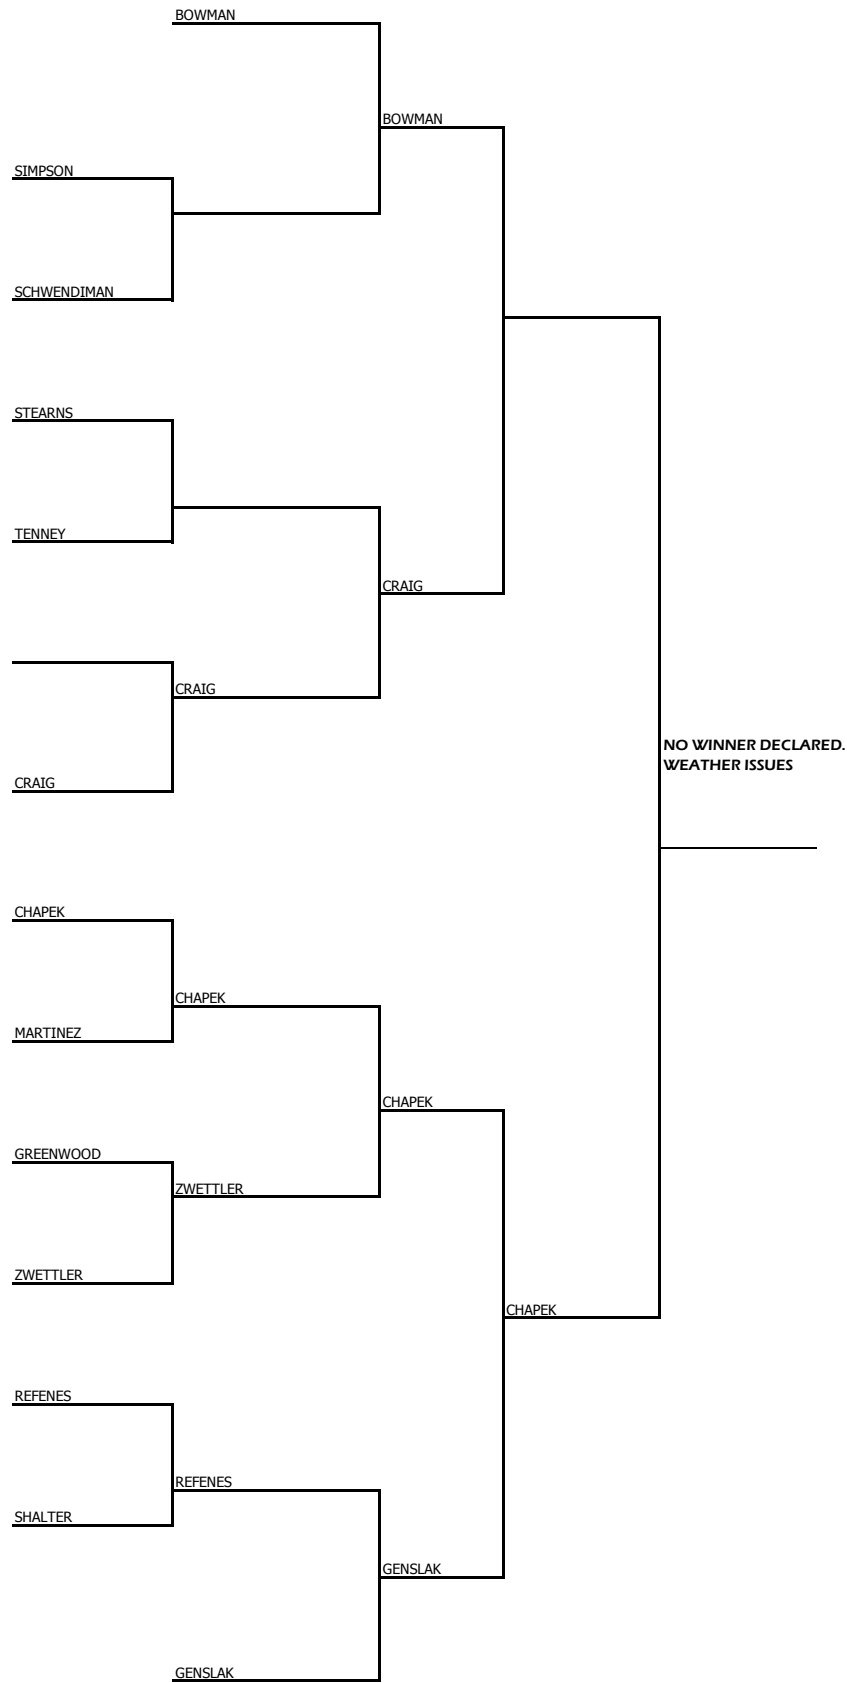 BOWMAN
BOWMAN
SIMPSON
SCHWENDIMAN
STEARNS
TENNEY
CRAIG
CRAIG
NO WINNER DECLARED.
WEATHER ISSUES
CRAIG
CHAPEK
CHAPEK
MARTINEZ
CHAPEK
GREENWOOD
ZWETTLER
ZWETTLER
CHAPEK
REFENES
REFENES
SHALTER
GENSLAK
GENSLAK